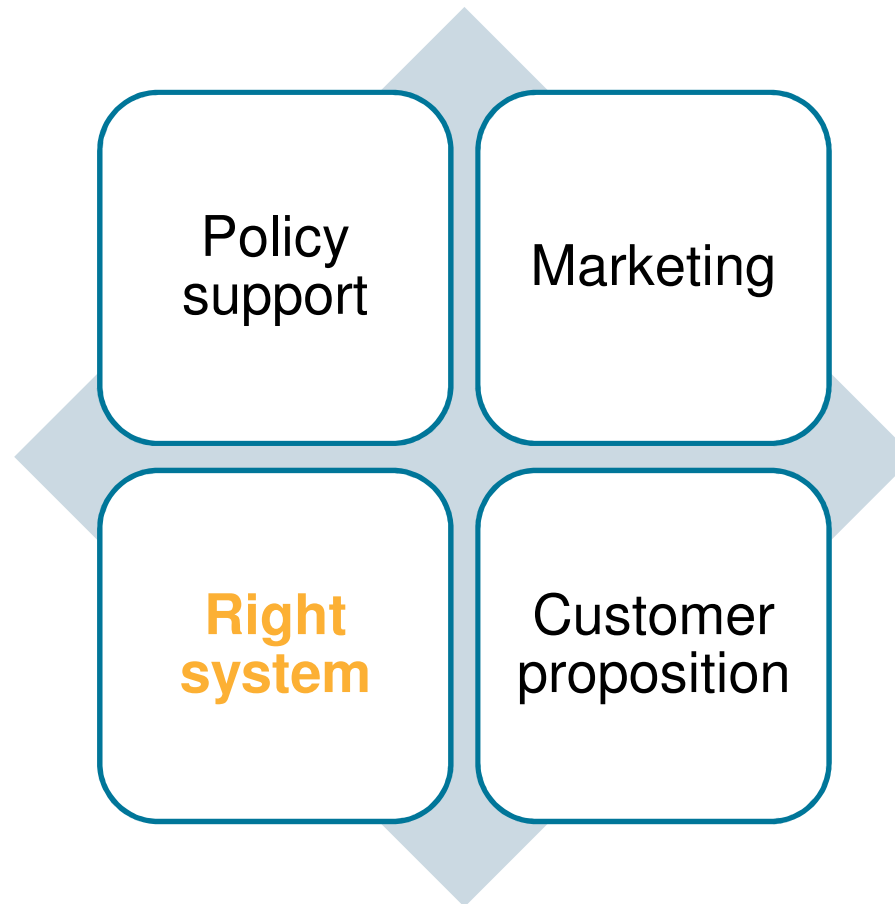 Policy
support
Marketing
Right
system
Customer
proposition